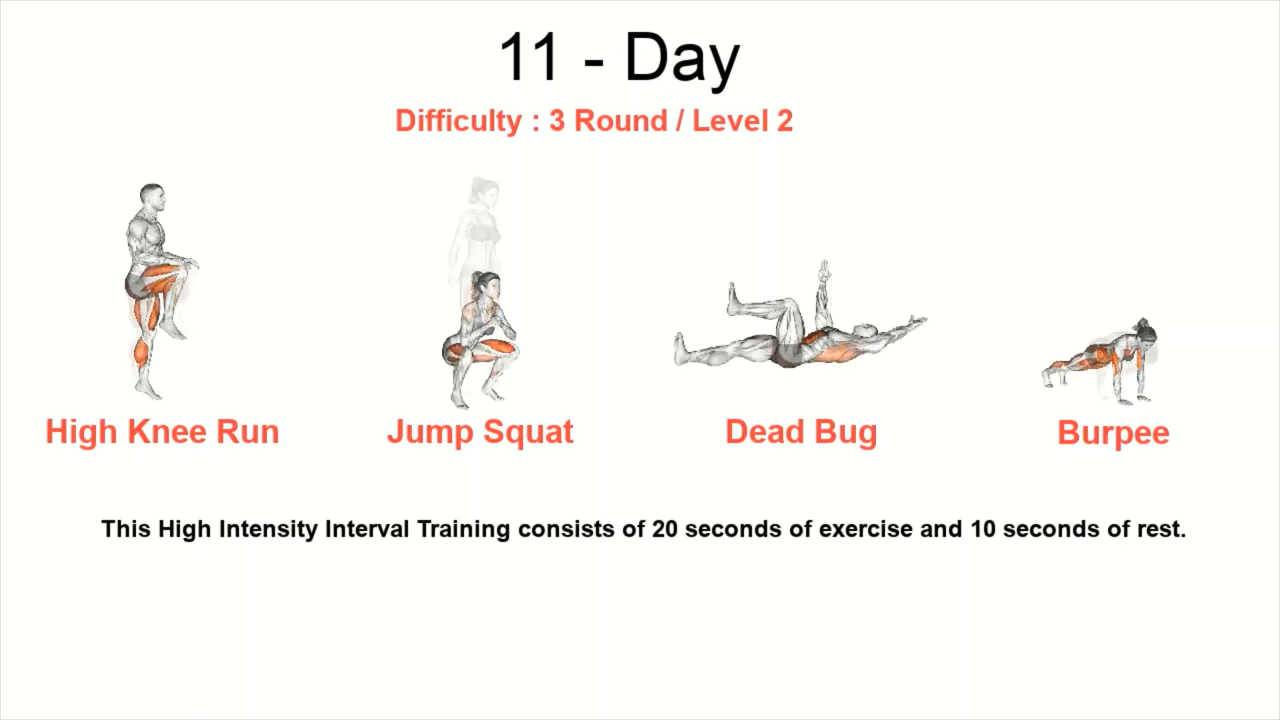 11 - Day
Difficulty : 3 Round / Level 2
High Knee Run
Jump Squat
Dead Bug
Burpee
This High Intensity Interval Training consists of 20 seconds of exercise and 10 seconds of rest.